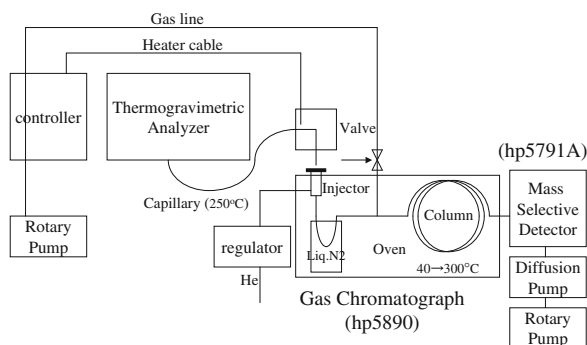 Gas line
Heater cable
controller
Thermogravimetric
Analyzer
Valve
(hp5791A)
Capillary (250°C)
Injector
Mass
Selective
Detector
Rotary
Pump
regulator
Column
Liq.N2
Oven
40→300°C
He
Diffusion
Pump
Gas Chromatograph
(hp5890)
Rotary
Pump